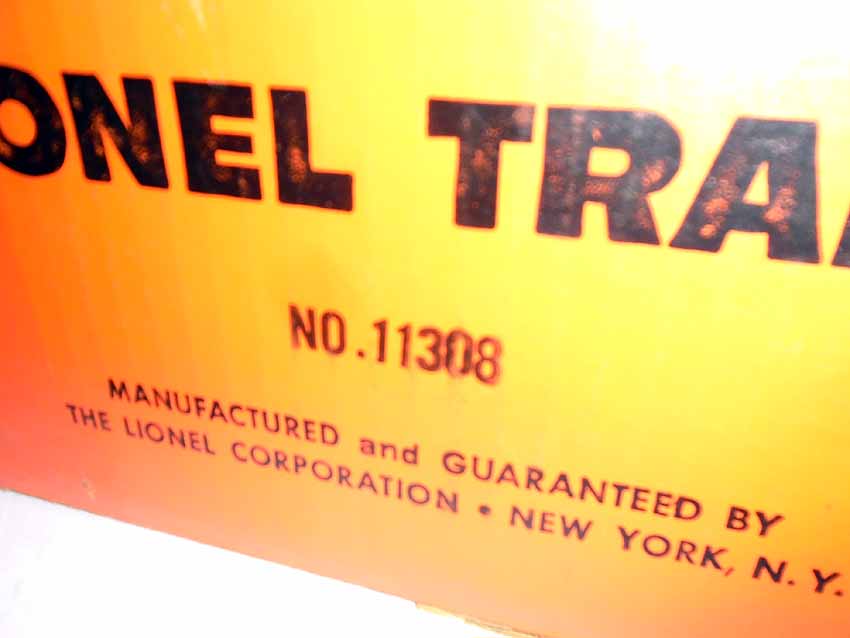 ONEL TRA
NO.11308
MANUFACTURED and GUARANTEED BY
THE LIONEL CORPORATION • NEW YORK, N.Y.